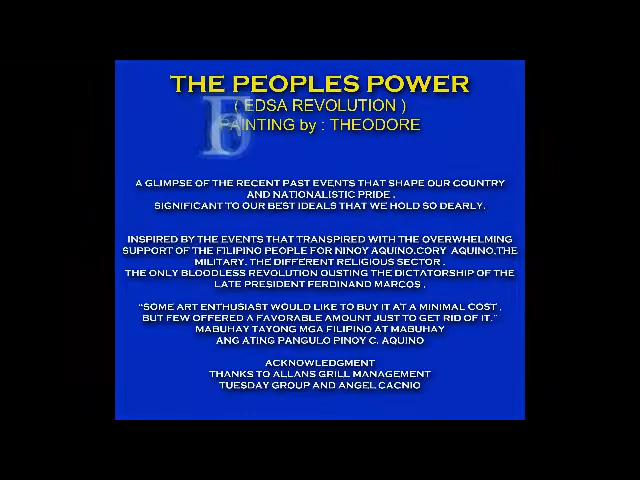 THE PEOPLES POWER
( EDSA REVOLUTION )
PAINTING by : THEODORE
A GLIMPSE OF THE RECENT PAST EVENTS THAT SHAPE OUR COUNTRY
AND NATIONALISTIC PRIDE .
SIGNIFICANT TO OUR BEST IDEALS THAT WE HOLD SO DEARLY.
INSPIRED BY THE EVENTS THAT TRANSPIRED WITH THE OVERWHELMING
SUPPORT OF THE FILIPINO PEOPLE FOR NINOY AQUINO,CORY AQUINO,THE
MILITARY, THE DIFFERENT RELIGIOUS SECTOR .
THE ONLY BLOODLESS REVOLUTION OUSTING THE DICTATORSHIP OF THE
LATE PRESIDENT FERDINAND MARCOS .
"SOME ART ENTHUSIAST WOULD LIKE TO BUY IT AT A MINIMAL COST ,
BUT FEW OFFERED A FAVORABLE AMOUNT JUST TO GET RID OF IT."
MABUHAY TAYONG MGA FILIPINO AT MABUHAY
ANG ATING PANGULO PINOY C. AQUINO
ACKNOWLEDGMENT
THANKS TO ALLANS GRILL MANAGEMENT
TUESDAY GROUP AND ANGEL CACNIO